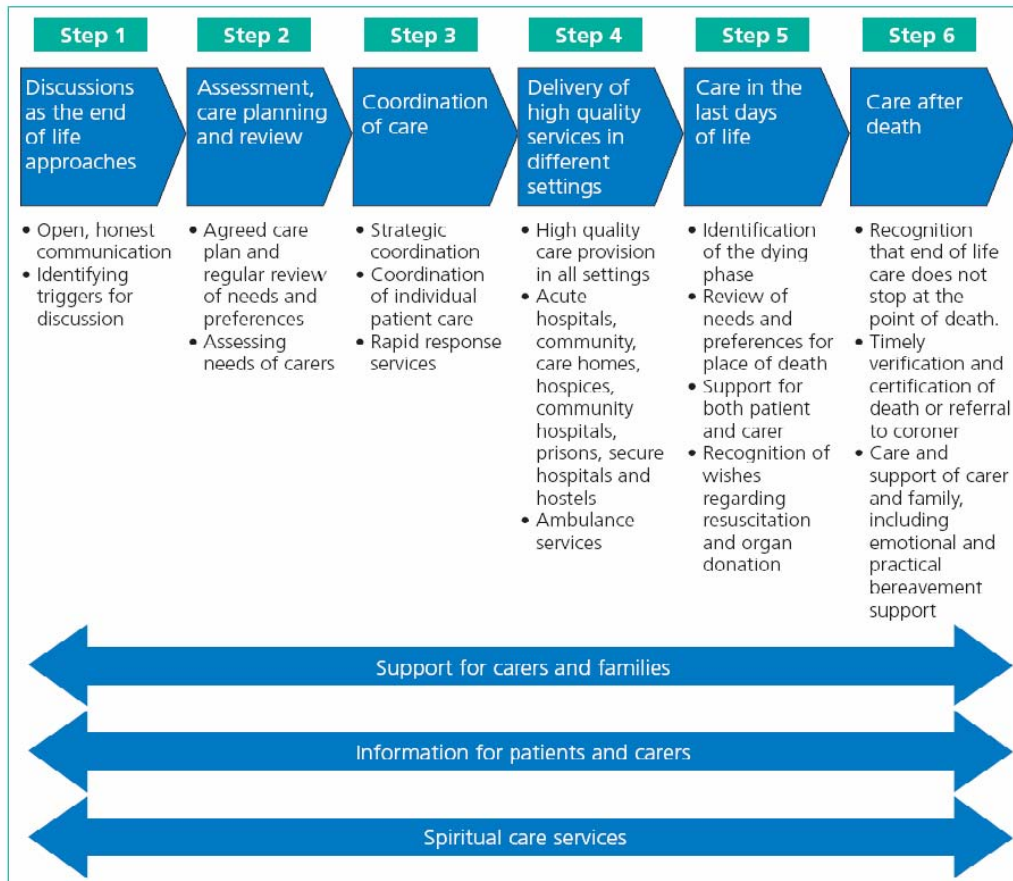 Step 1
Discussions
as the end
of life
approaches
• Open, honest
communication
• Identifying
triggers for
discussion
Step 2
Assessment,
care planning
and review
• Agreed care
plan and
regular review
of needs and
preferences
• Assessing
needs of carers
Step 3
Coordination
of care
• Strategic
coordination
• Coordination
of individual
patient care
• Rapid response
services
Step 4
Delivery of
high quality
services in
different
settings
• High quality
care provision
in all settings
• Acute
hospitals,
community,
care homes,
hospices,
community
hospitals,
prisons, secure
hospitals and
hostels
• Ambulance
services
Step 5
Care in the
last days
of life
• Identification
of the dying
phase
• Review of
needs and
preferences for
place of death
• Support for
both patient
and carer
• Recognition of
wishes
regarding
resuscitation
and organ
donation
Step 6
Care after
death
• Recognition
that end of life
care does not
stop at the
point of death.
• Timely
verification and
certification of
death or referral
to coroner
• Care and
support of carer
and family,
including
emotional and
practical
bereavement
support
Support for carers and families
Information for patients and carers
Spiritual care services